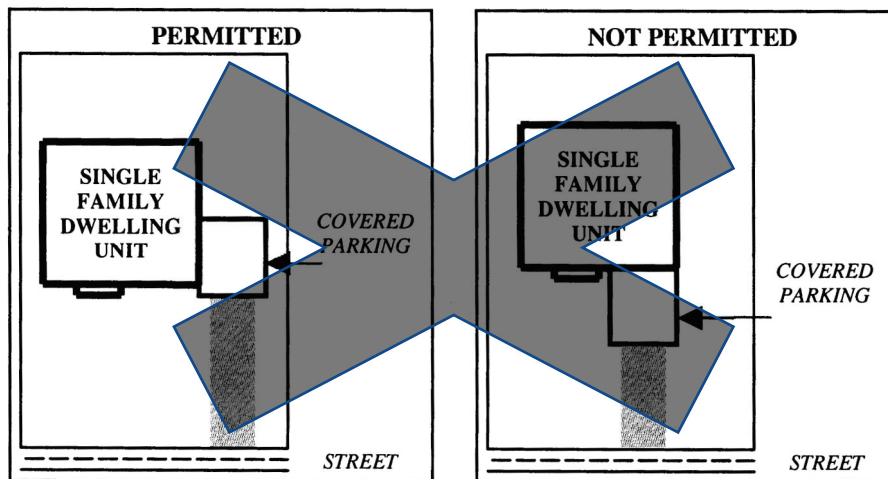 PERMITTED
SINGLE
FAMILY
DWELLING
UNIT
COVERED
PARKING
STREET
NOT PERMITTED
SINGLE
FAMILY
DWELLING
UNIT
COVERED
PARKING
STREET